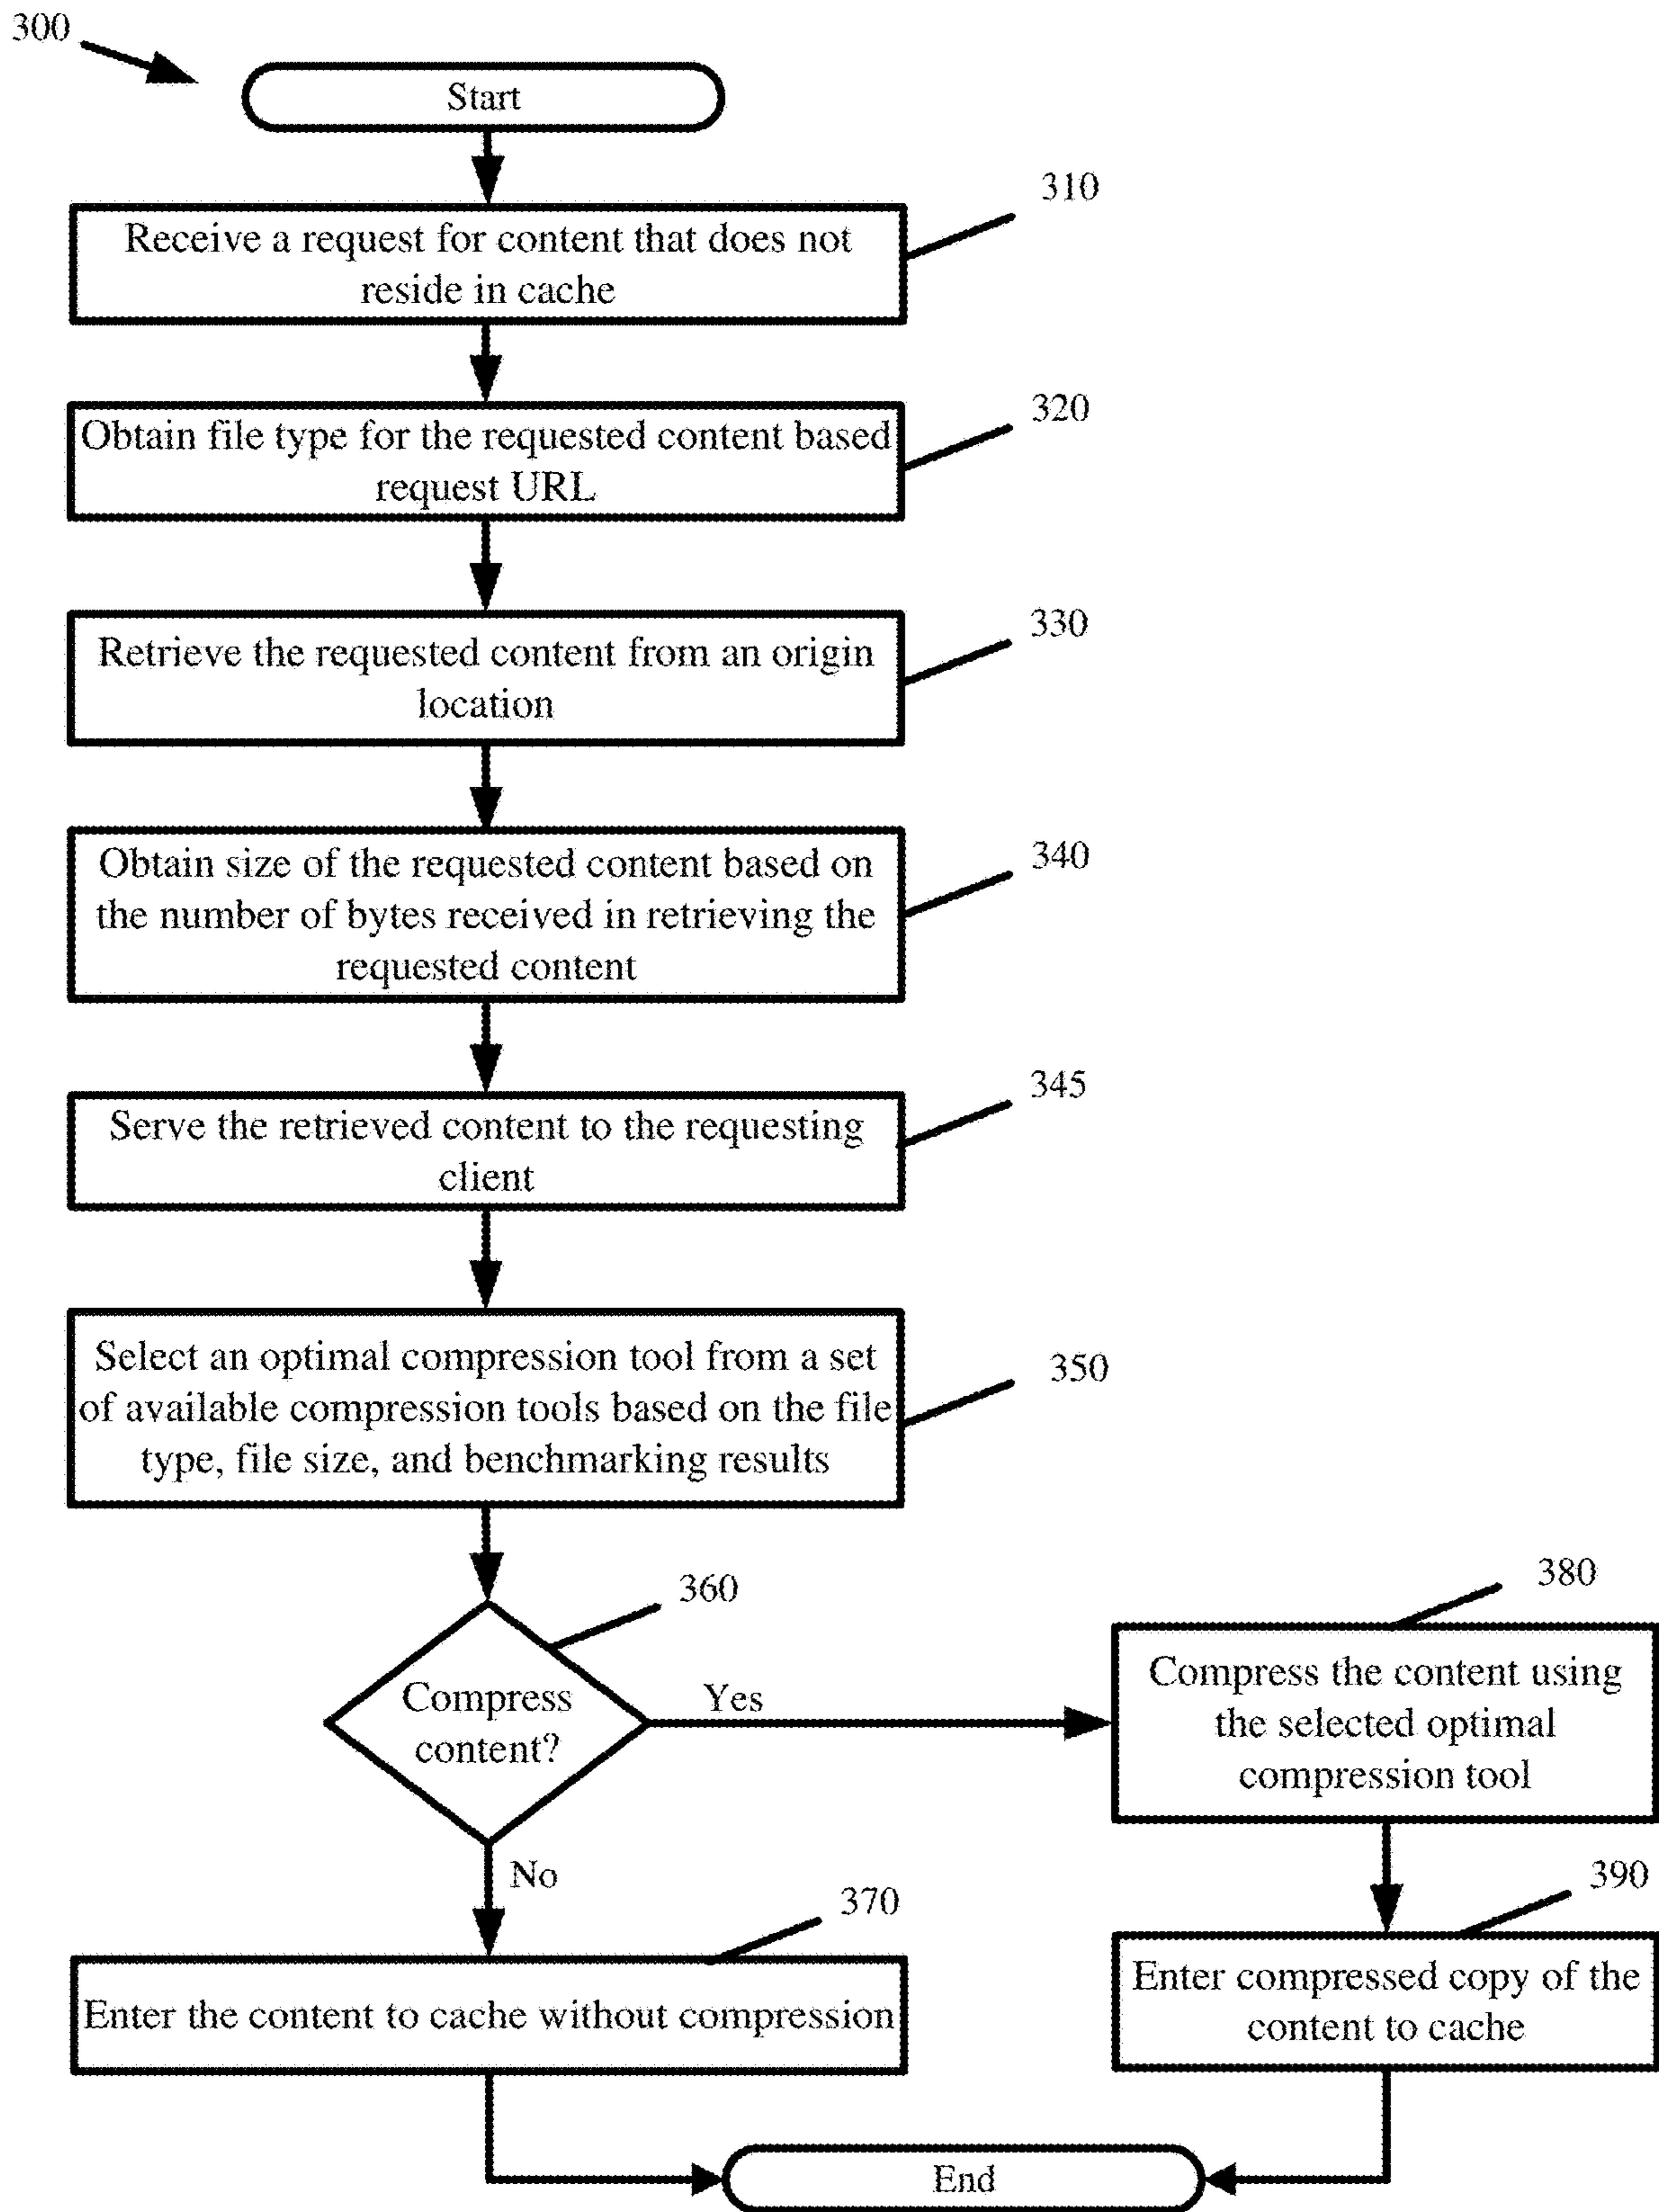 300
Start
310
Receive a request for content that does not
reside in cache
320
Obtain file type for the requested content based
request URL
330
Retrieve the requested content from an origin
location
340
Obtain size of the requested content based on
the number of bytes received in retrieving the
requested content
345
Serve the retrieved content to the requesting
client
350
Select an optimal compression tool from a set
of available compression tools based on the file
type, file size, and benchmarking results
360
Compress
content?
Yes
380
Compress the content using
the selected optimal
compression tool
No
370
Enter the content to cache without compression
390
Enter compressed copy of the
content to cache
End